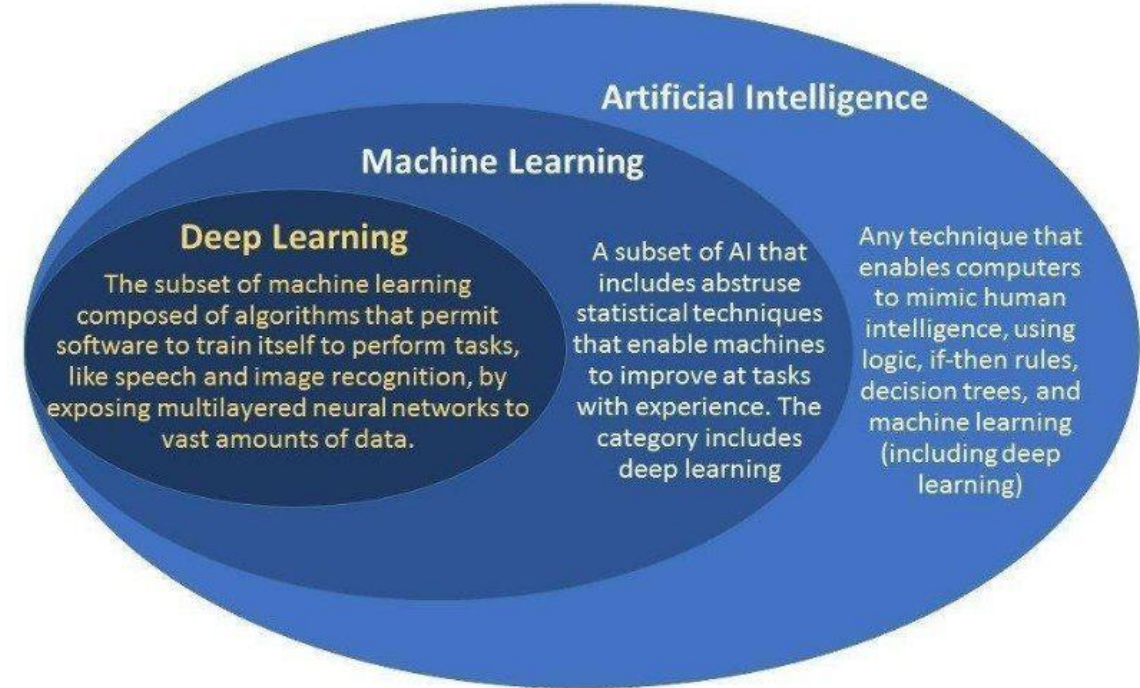 Artificial Intelligence
Machine Learning
Deep Learning
The subset of machine learning
composed of algorithms that permit
software to train itself to perform tasks,
like speech and image recognition, by
exposing multilayered neural networks to
vast amounts of data.
A subset of AI that
includes abstruse
statistical techniques
that enable machines
to improve at tasks
with experience. The
category includes
deep learning
Any technique that
enables computers
to mimic human
intelligence, using
logic, if-then rules,
decision trees, and
machine learning
(including deep
learning)